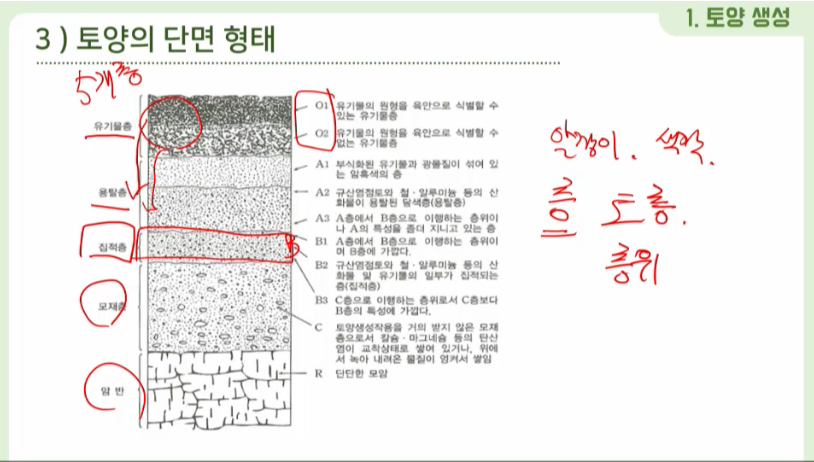 1. 토양 생성
3 ) 토양의 단면 형태
5개층
유기물층
용탈층
집적층
모재층
암 반
O1 유기물의 원형을 육안으로 식별할 수
있는 유기물층
O2 유기물의 원형을 육안으로 식별할 수
없는 유기물층
A1 부식화된 유기물과 광물질이 섞여 있
는 암흑색의 층
A2 규산염점토와 철·알루미늄 등의 산
화물이 용탈된 담색층(용탈층)
A3 A층에서 B층으로 이행하는 층위이
나 A의 특성을 좀더 지니고 있는 층
B1 A층에서 B층으로 이행하는 층위이
며 B층에 가깝다.
B2 규산염점토와 철·알루미늄 등의 산
화물 및 유기물의 일부가 집적되는
층(집적층)
B3 C층으로 이행하는 층위로서 C층보다
B층의 특성에 가깝다.
C 토양생성작용을 거의 받지 않은 모재
층으로서 칼슘·마그네슘 등의 탄산
염이 교착상태로 쌓여 있거나, 위에
서 녹아 내려온 물질이 엉켜서 쌓임
R 단단한 모암
B
알갱이. 색깔.
층 토층.
층위